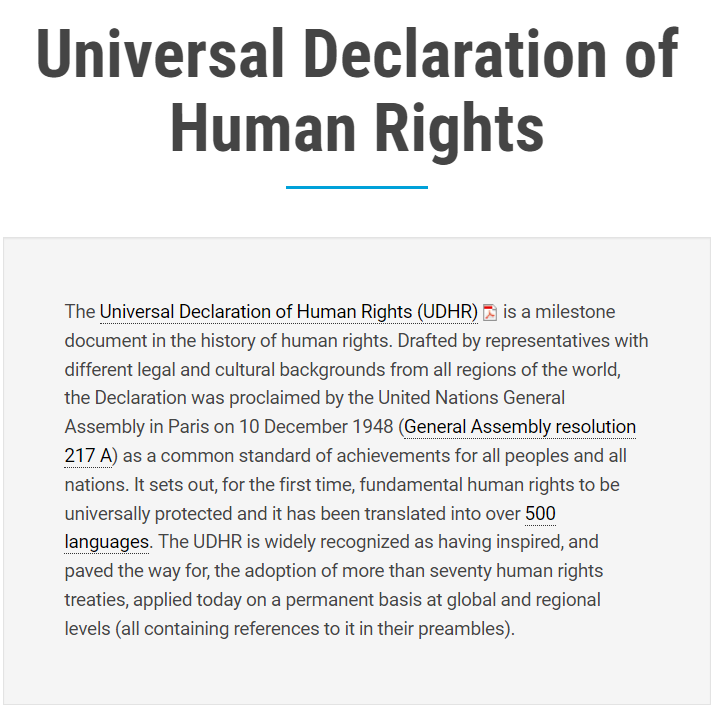 Universal Declaration of
Human Rights
The Universal Declaration of Human Rights (UDHR) is a milestone
document in the history of human rights. Drafted by representatives with
different legal and cultural backgrounds from all regions of the world,
the Declaration was proclaimed by the United Nations General
Assembly in Paris on 10 December 1948 (General Assembly resolution
217 A) as a common standard of achievements for all peoples and all
nations. It sets out, for the first time, fundamental human rights to be
universally protected and it has been translated into over 500
languages. The UDHR is widely recognized as having inspired, and
paved the way for, the adoption of more than seventy human rights
treaties, applied today on a permanent basis at global and regional
levels (all containing references to it in their preambles).